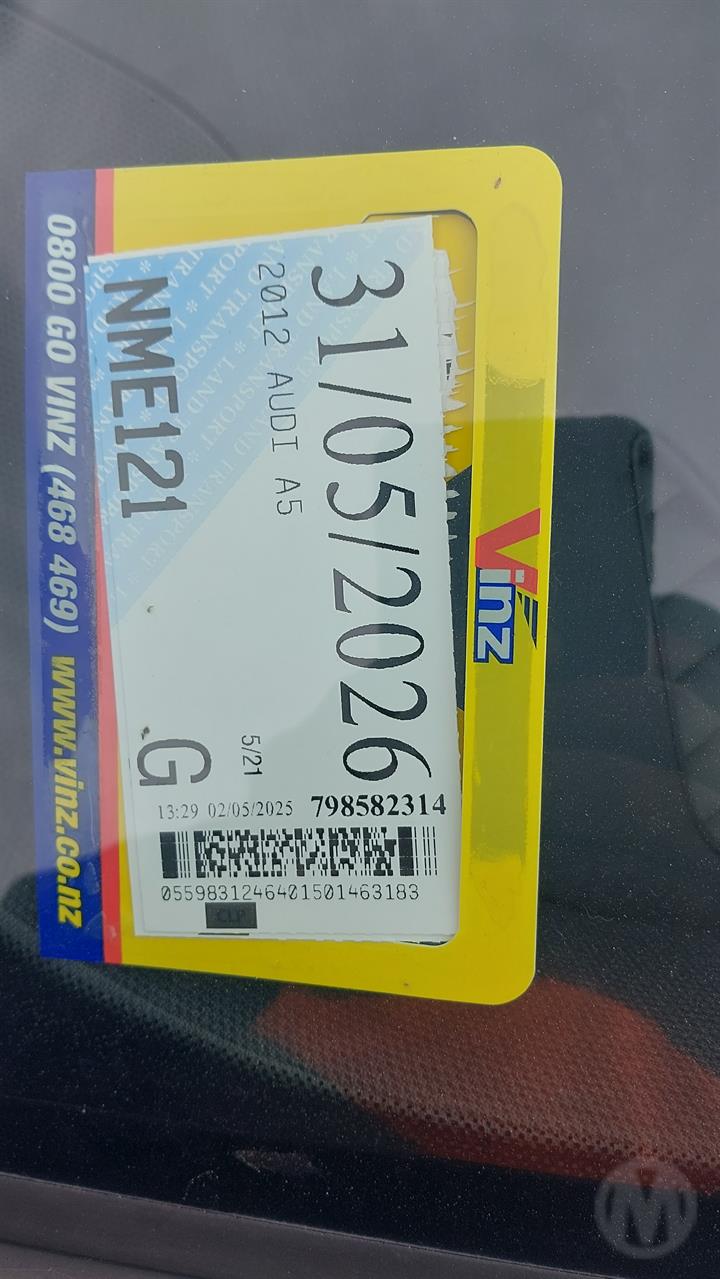 Vinz
31/05/2026
2012 AUDI A5
5/21
NME121
G
13:29 02/05/2025 798582314
05598312464015014631​83
CLP
0800 GO VINZ (468 469) www.vinz.co.nz
M